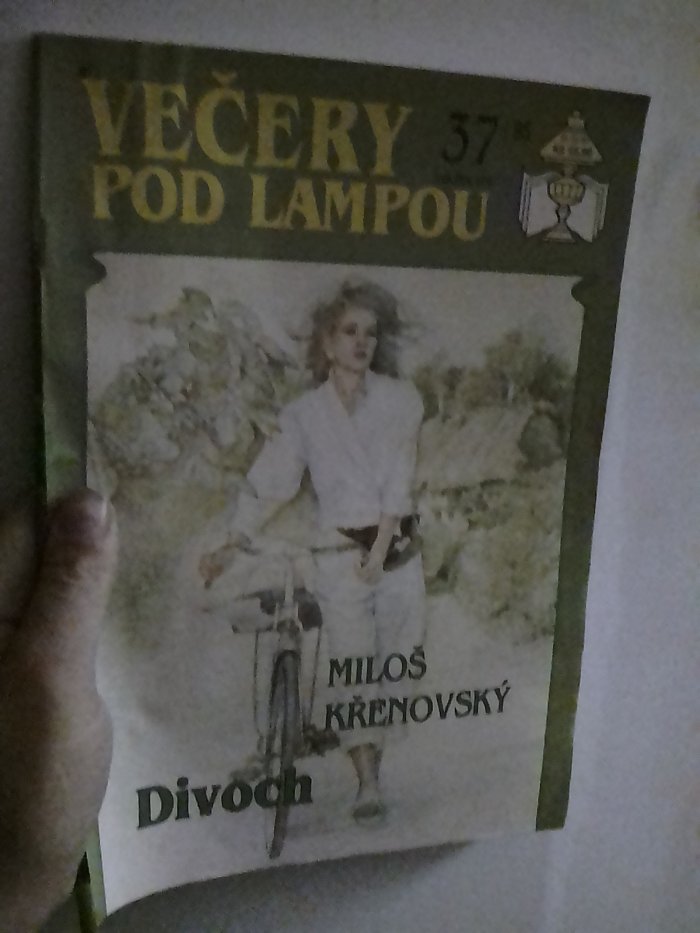 VEČERY
POD LAMPOU
37
MILOŠ
KŘENOVSKÝ
Divoch